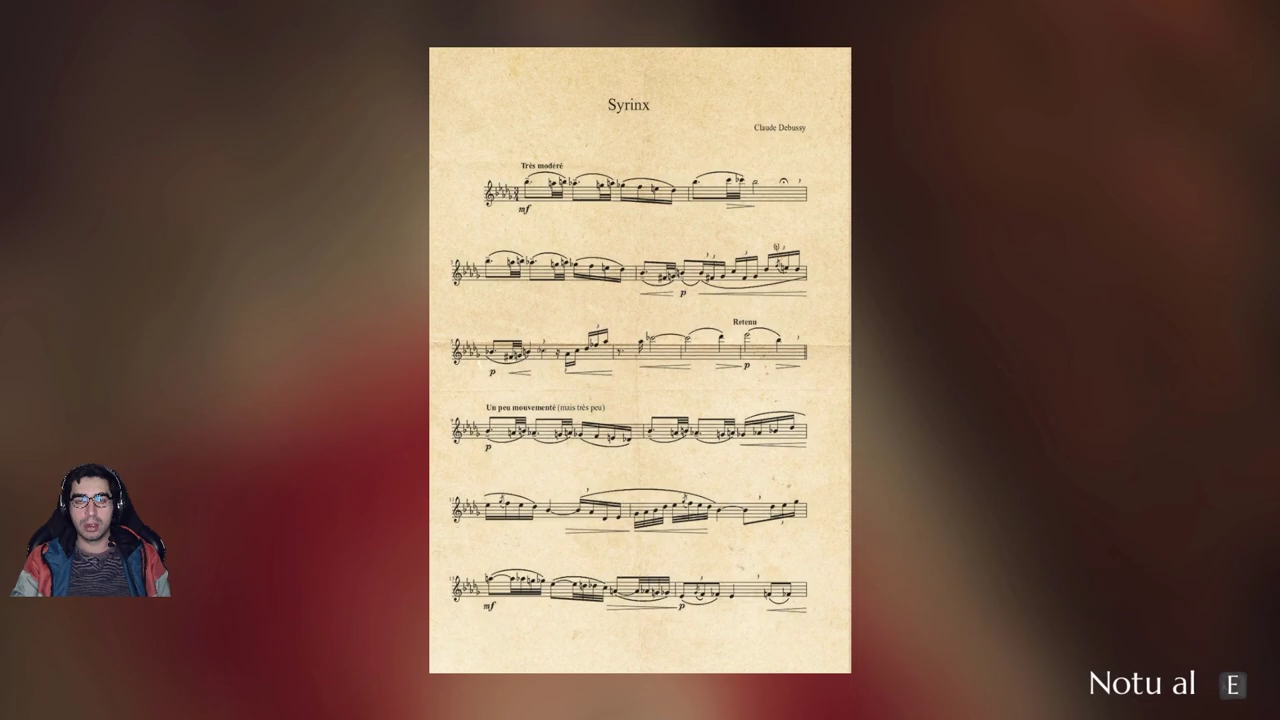 Syrinx
Claude Debussy
Très modéré
mf
p
Retenu
p
p
Un peu mouvementé (mais très peu)
p
mf
p
Notu al E